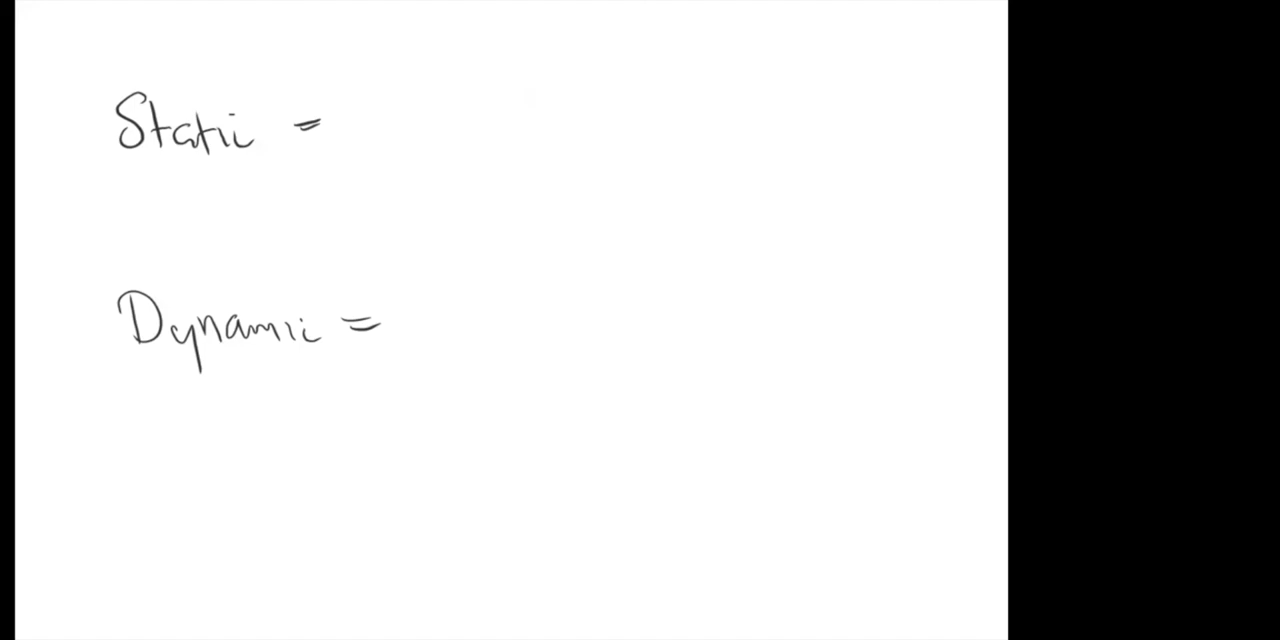 Static =
Dynamic =